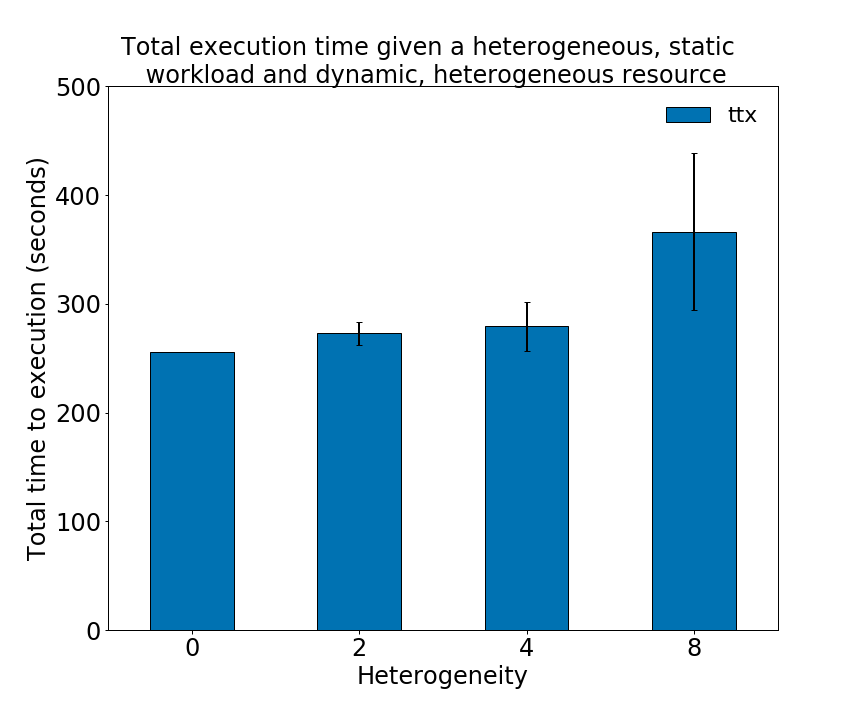 Total execution time given a heterogeneous, static
workload and dynamic, heterogeneous resource
500
400
300
200
100
0
Total time to execution (seconds)
ttx
0 2 4 8
Heterogeneity